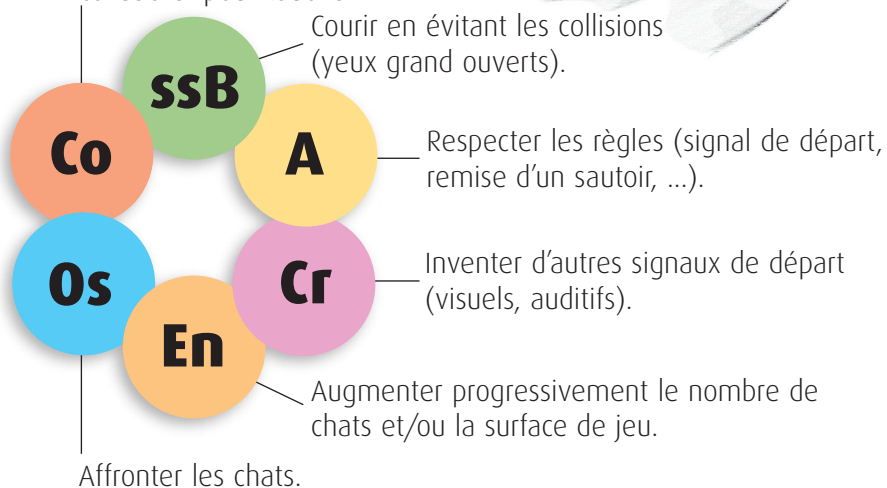 Courir en évitant les collisions
(yeux grand ouverts).
ssB
Co
A
Respecter les règles (signal de départ,
remise d'un sautoir, ...).
Os
Cr
Inventer d'autres signaux de départ
(visuels, auditifs).
En
Augmenter progressivement le nombre de
chats et/ou la surface de jeu.
Affronter les chats.